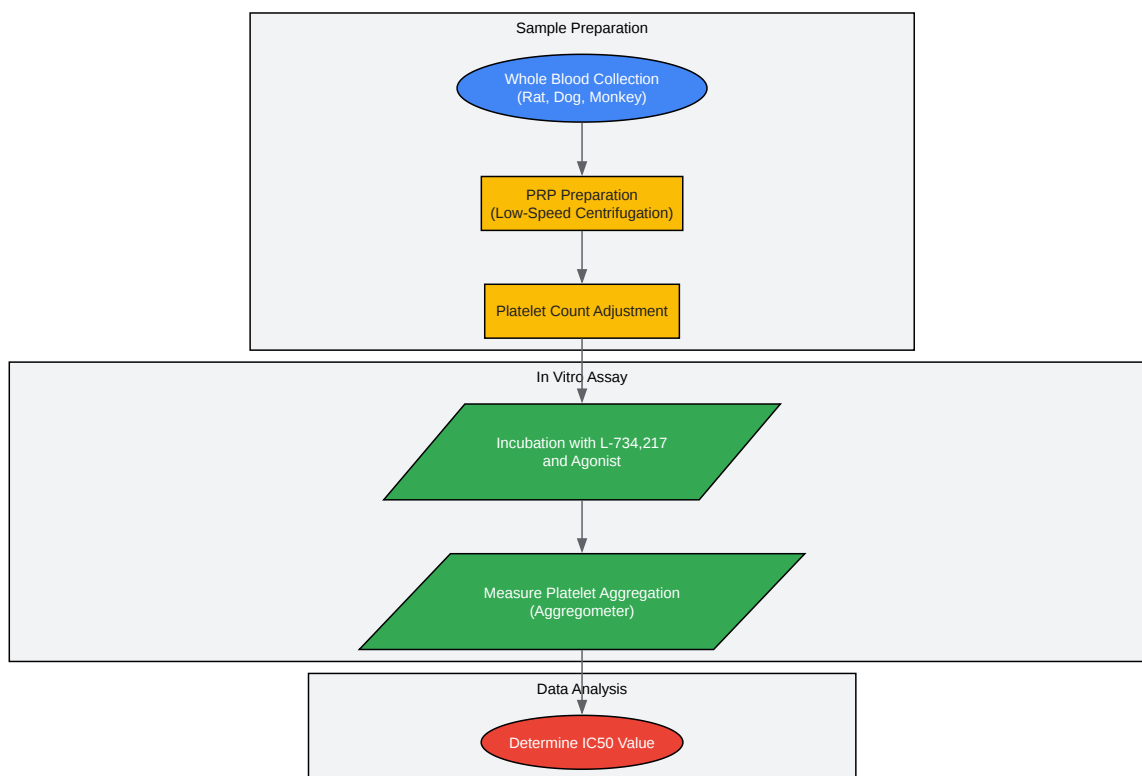 Sample Preparation
Whole Blood Collection
(Rat, Dog, Monkey)
PRP Preparation
(Low-Speed Centrifugation)
Platelet Count Adjustment
In Vitro Assay
Incubation with L-734,217
and Agonist
Measure Platelet Aggregation
(Aggregometer)
Data Analysis
Determine IC50 Value